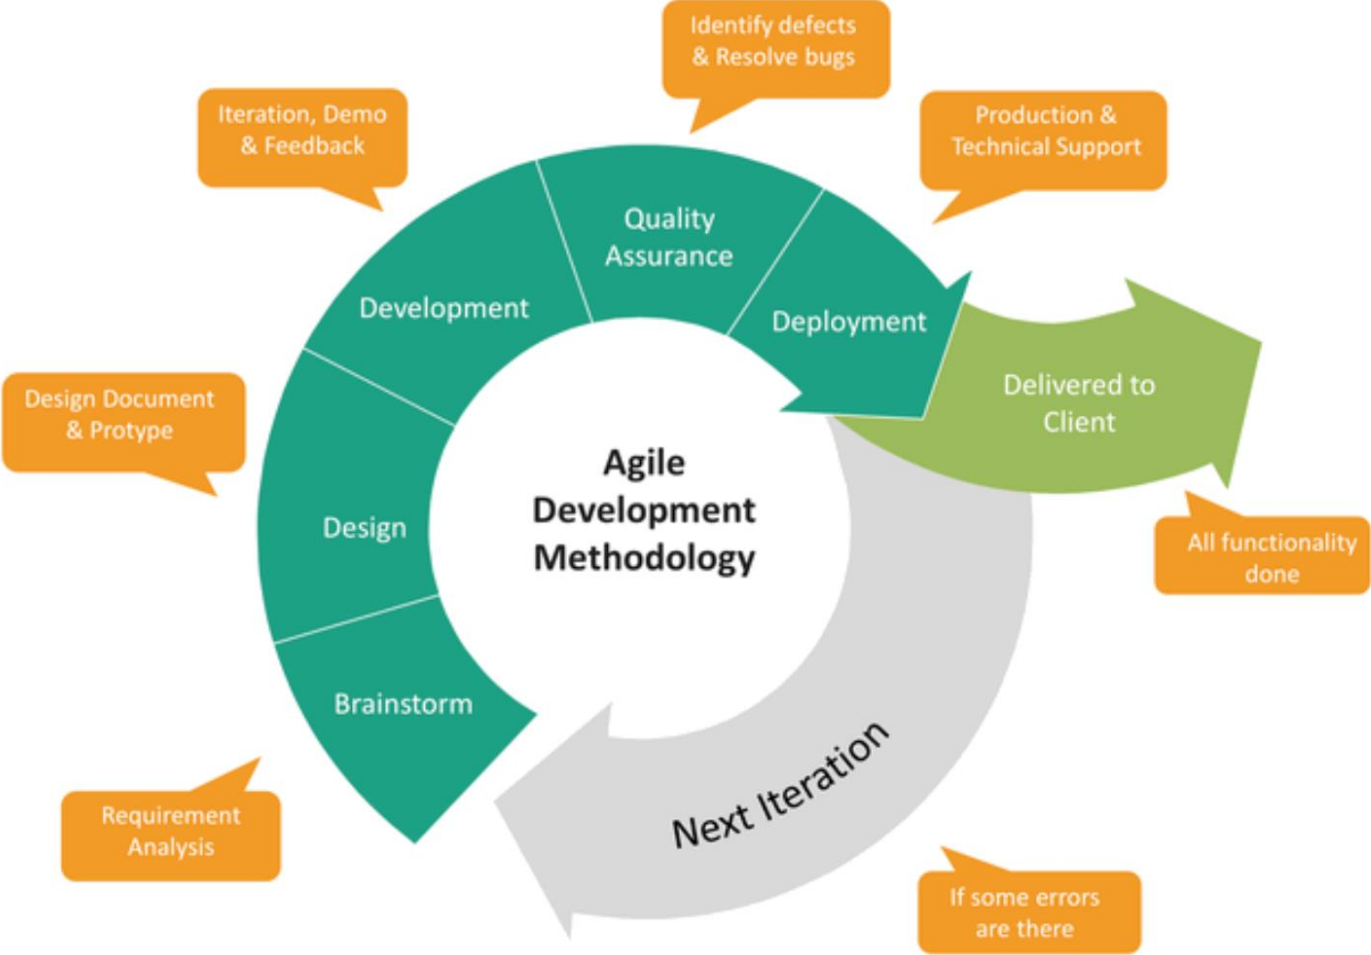 Identify defects
& Resolve bugs
Iteration, Demo
& Feedback
Production &
Technical Support
Quality
Assurance
Development
Deployment
Design Document
& Protype
Delivered to
Client
Agile
Development
Methodology
Design
All functionality
done
Brainstorm
Next Iteration
Requirement
Analysis
If some errors
are there